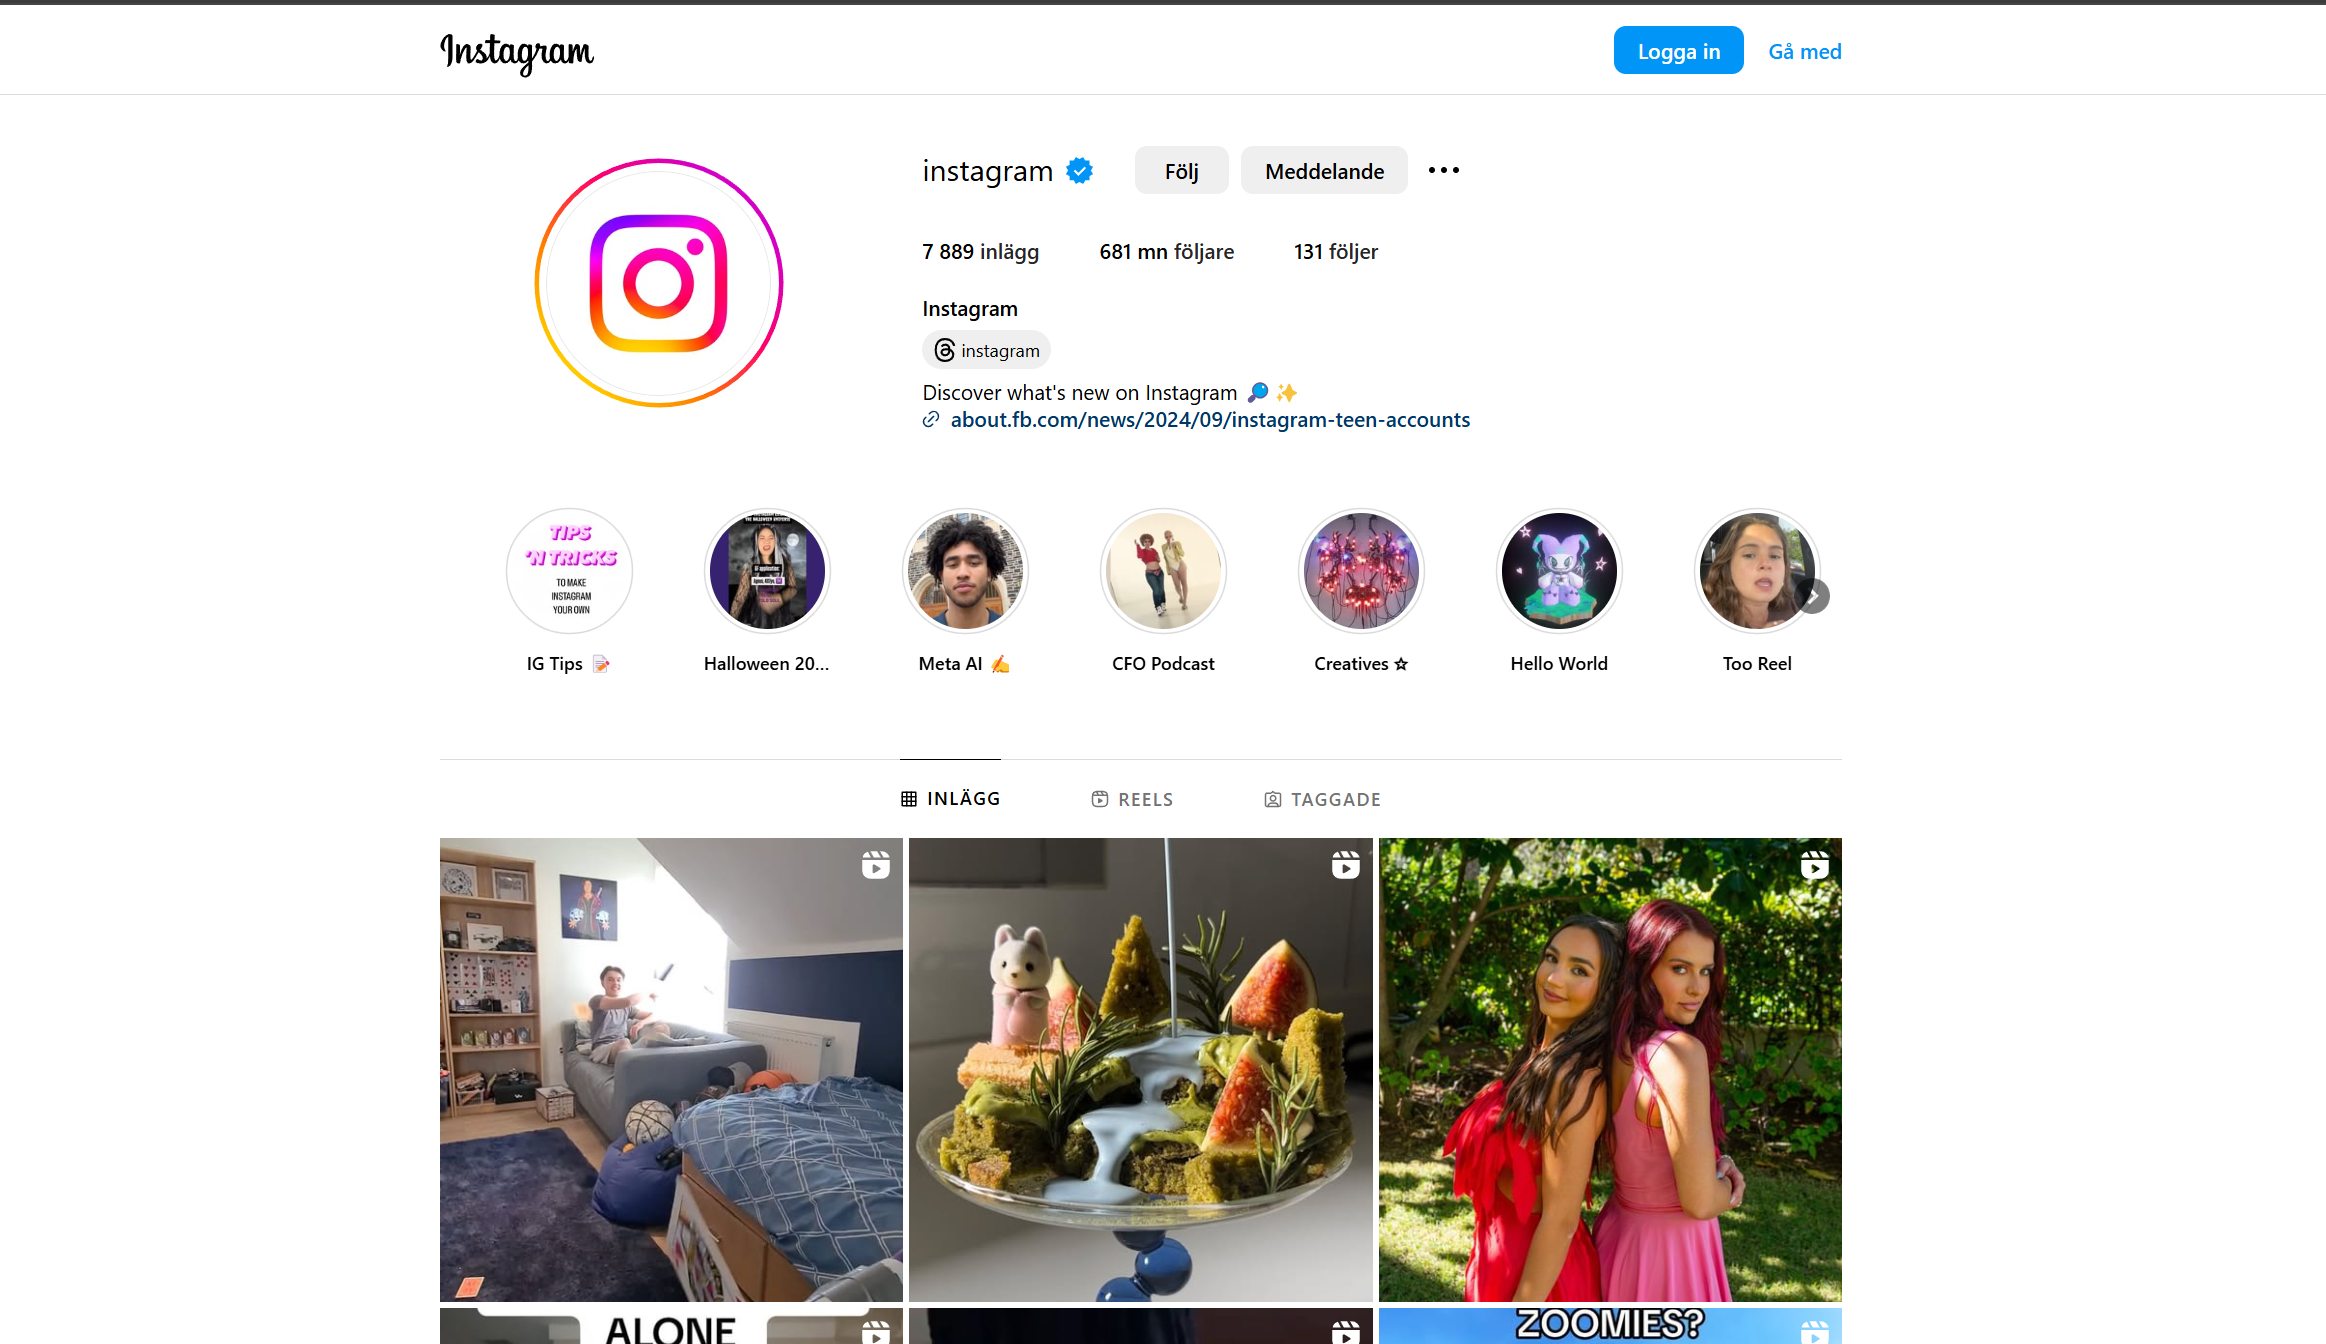 Instagram
Logga in
Gå med
instagram
Följ
Meddelande
7 889 inlägg
681 mn följare
131 följer
Instagram
instagram
Discover what's new on Instagram 🔎✨
about.fb.com/news/2024/09/instagram-teen-accounts
TIPS
'N TRICKS
TO MAKE
INSTAGRAM
YOUR OWN
IG Tips 📝
Halloween 20...
Meta AI ✍️
CFO Podcast
Creatives ☆
Hello World
Too Reel
INLÄGG
REELS
TAGGADE
ALONE
ZOOMIES?